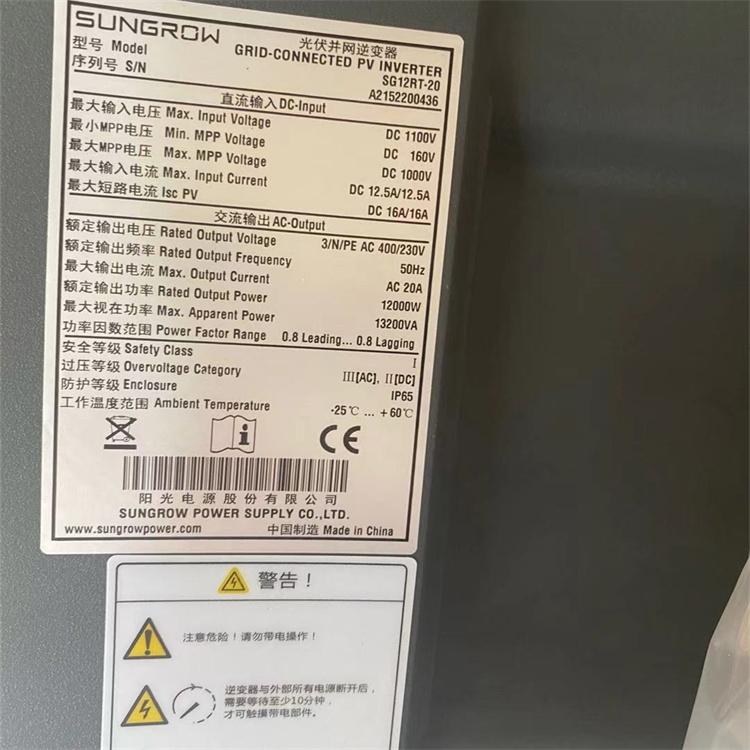 SUNGROW
光伏并网逆变器
GRID-CONNECTED PV INVERTER
型号 Model SG12RT-20
序列号 S/N A2152200436
直流输入 DC-Input
最大输入电压 Max. Input Voltage DC 1100V
最小MPP电压 Min. MPP Voltage DC 160V
最大MPP电压 Max. MPP Voltage DC 1000V
最大输入电流 Max. Input Current DC 12.5A/12.5A
最大短路电流 Isc PV DC 16A/16A
交流输出 AC-Output
额定输出电压 Rated Output Voltage 3/N/PE AC 400/230V
额定输出频率 Rated Output Frequency 50Hz
最大输出电流 Max. Output Current AC 20A
额定输出功率 Rated Output Power 12000W
最大视在功率 Max. Apparent Power 13200VA
功率因数范围 Power Factor Range 0.8 Leading... 0.8 Lagging
安全等级 Safety Class I
过压等级 Overvoltage Category III[AC], II[DC]
防护等级 Enclosure IP65
工作温度范围 Ambient Temperature -25℃ ... +60℃
CE
阳光电源股份有限公司
SUNGROW POWER SUPPLY CO.,LTD.
www.sungrowpower.com 中国制造 Made in China
警告！
注意危险！请勿带电操作！
逆变器与外部所有电源断开后，
需要等待至少10分钟，
才可触摸带电部件。